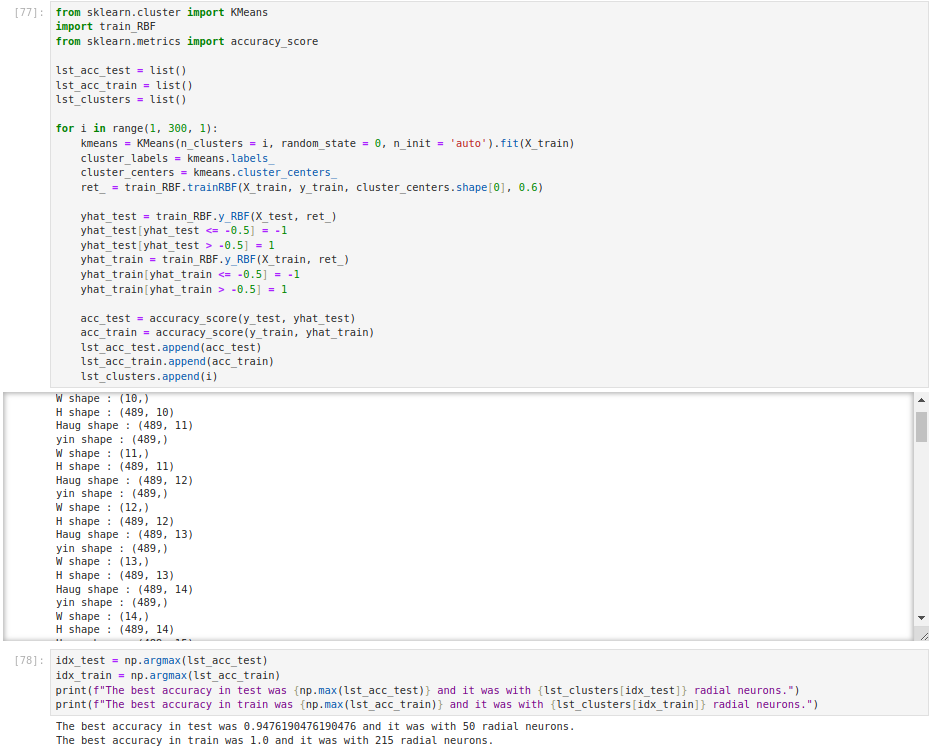 [77]: from sklearn.cluster import KMeans
import train_RBF
from sklearn.metrics import accuracy_score

lst_acc_test = list()
lst_acc_train = list()
lst_clusters = list()

for i in range(1, 300, 1):
    kmeans = KMeans(n_clusters = i, random_state = 0, n_init = 'auto').fit(X_train)
    cluster_labels = kmeans.labels_
    cluster_centers = kmeans.cluster_centers_
    ret_ = train_RBF.trainRBF(X_train, y_train, cluster_centers.shape[0], 0.6)

    yhat_test = train_RBF.y_RBF(X_test, ret_)
    yhat_test[yhat_test <= -0.5] = -1
    yhat_test[yhat_test > -0.5] = 1
    yhat_train = train_RBF.y_RBF(X_train, ret_)
    yhat_train[yhat_train <= -0.5] = -1
    yhat_train[yhat_train > -0.5] = 1

    acc_test = accuracy_score(y_test, yhat_test)
    acc_train = accuracy_score(y_train, yhat_train)
    lst_acc_test.append(acc_test)
    lst_acc_train.append(acc_train)
    lst_clusters.append(i)
W shape : (10,)
H shape : (489, 10)
Haug shape : (489, 11)
yin shape : (489,)
W shape : (11,)
H shape : (489, 11)
Haug shape : (489, 12)
yin shape : (489,)
W shape : (12,)
H shape : (489, 12)
Haug shape : (489, 13)
yin shape : (489,)
W shape : (13,)
H shape : (489, 13)
Haug shape : (489, 14)
yin shape : (489,)
W shape : (14,)
H shape : (489, 14)
[78]: idx_test = np.argmax(lst_acc_test)
idx_train = np.argmax(lst_acc_train)
print(f"The best accuracy in test was {np.max(lst_acc_test)} and it was with {lst_clusters[idx_test]} radial neurons.")
print(f"The best accuracy in train was {np.max(lst_acc_train)} and it was with {lst_clusters[idx_train]} radial neurons.")
The best accuracy in test was 0.9476190476190476 and it was with 50 radial neurons.
The best accuracy in train was 1.0 and it was with 215 radial neurons.